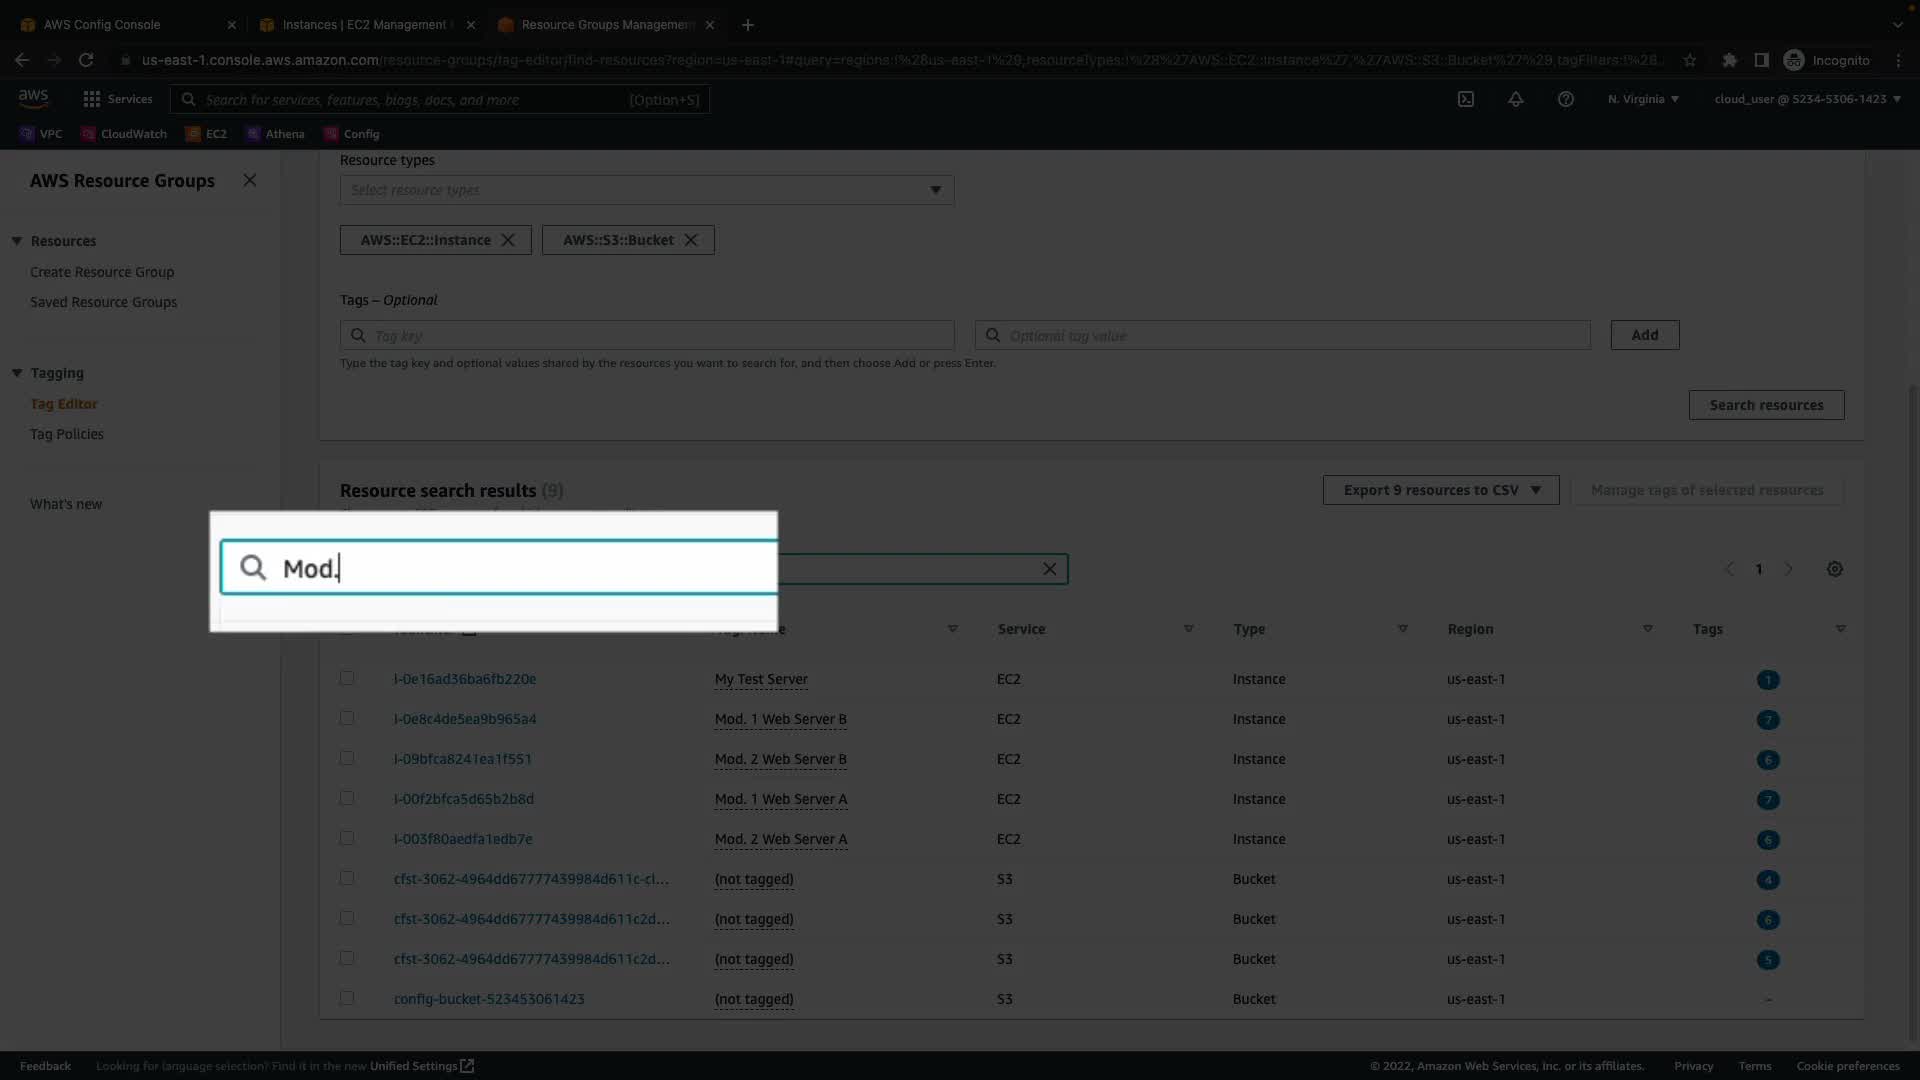 AWS Config Console
Instances | EC2 Management
Resource Groups Management
us-east-1.console.aws.amazon.com/resource-groups/tag-editor/find-resources?region=us-east-1#query=regions:!%28us-east-1%29,resourceTypes:!%28%27AWS::EC2::Instance%27,%27AWS::S3::Bucket%27%29,tagFilters:!%28...
Incognito
aws
Services
Search for services, features, blogs, docs, and more
[Option+S]
N. Virginia
cloud_user @ 5234-5306-1423
VPC
CloudWatch
EC2
Athena
Config
AWS Resource Groups
Resources
Create Resource Group
Saved Resource Groups
Tagging
Tag Editor
Tag Policies
What's new
Resource types
Select resource types
AWS::EC2::Instance
AWS::S3::Bucket
Tags – Optional
Tag key
Optional tag value
Add
Type the tag key and optional values shared by the resources you want to search for, and then choose Add or press Enter.
Search resources
Resource search results (9)
Export 9 resources to CSV
Manage tags of selected resources
Mod.
1
Service
Type
Region
Tags
i-0e16ad36ba6fb220e My Test Server EC2 Instance us-east-1 1
i-0e8c4de5ea9b965a4 Mod. 1 Web Server B EC2 Instance us-east-1 7
i-09bfca8241ea1f551 Mod. 2 Web Server B EC2 Instance us-east-1 6
i-00f2bfca5d65b2b8d Mod. 1 Web Server A EC2 Instance us-east-1 7
i-003f80aedfa1edb7e Mod. 2 Web Server A EC2 Instance us-east-1 6
cfst-3062-4964dd67777439984d611c-cl... (not tagged) S3 Bucket us-east-1 4
cfst-3062-4964dd67777439984d611c2d... (not tagged) S3 Bucket us-east-1 6
cfst-3062-4964dd67777439984d611c2d... (not tagged) S3 Bucket us-east-1 5
config-bucket-523453061423 (not tagged) S3 Bucket us-east-1 -
Feedback
Looking for language selection? Find it in the new Unified Settings
© 2022, Amazon Web Services, Inc. or its affiliates.
Privacy
Terms
Cookie preferences